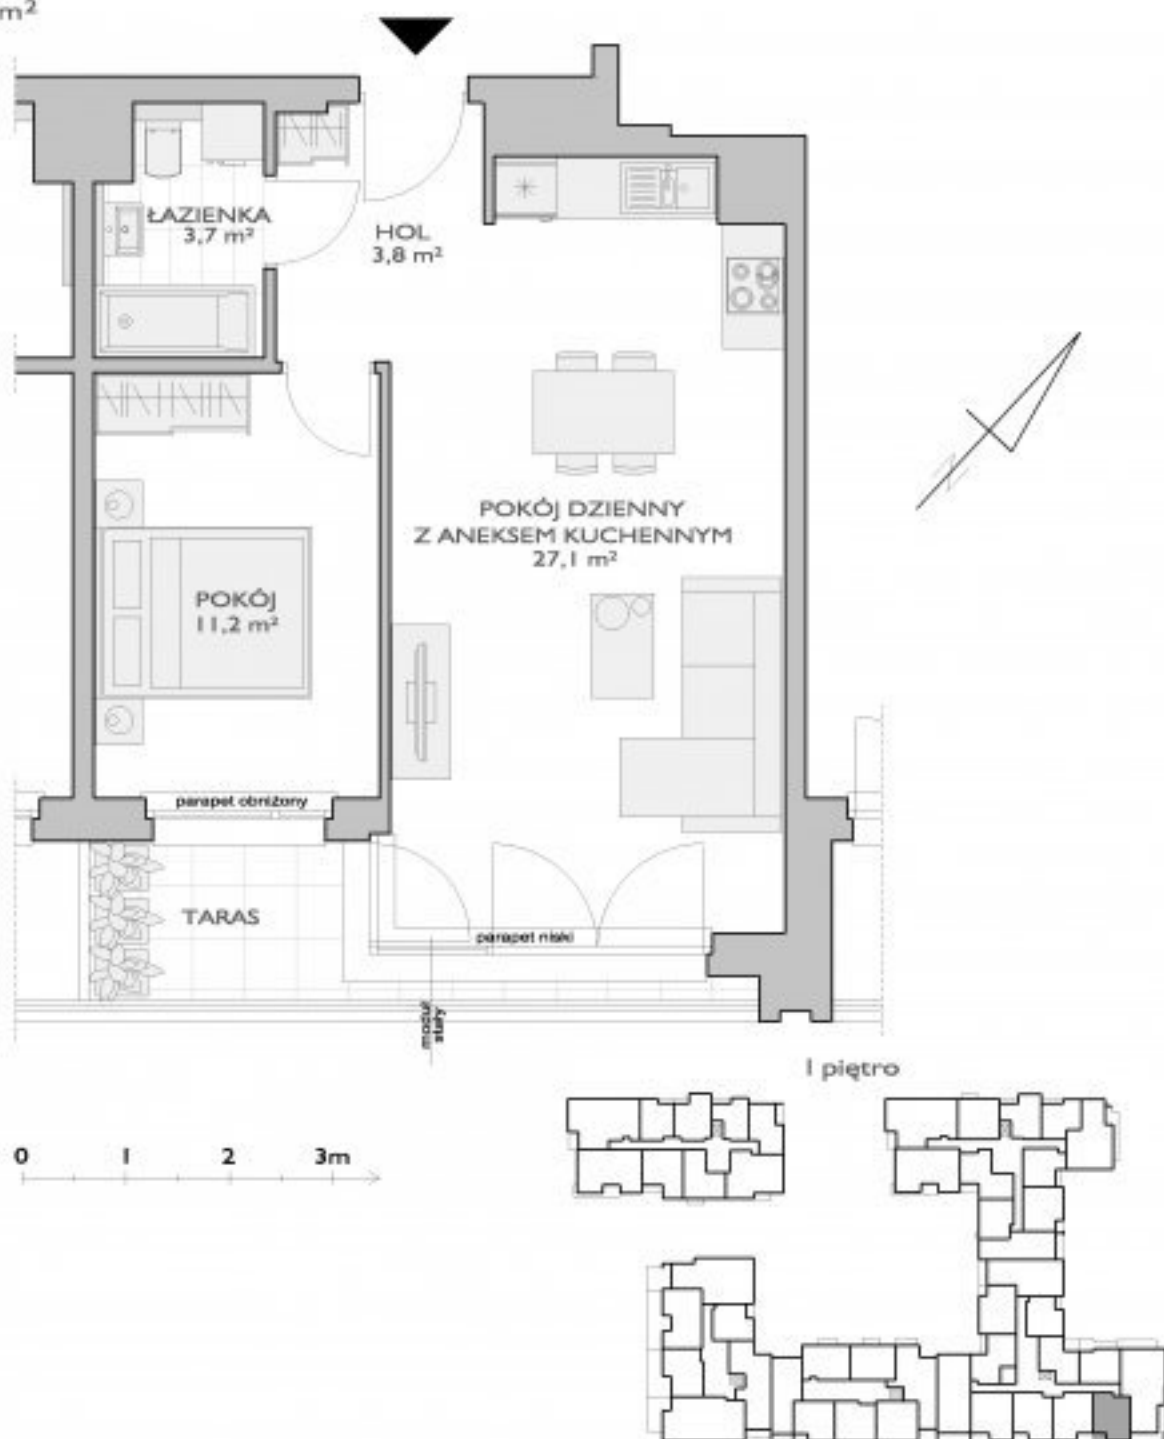 m²
ŁAZIENKA
3,7 m²
HOL
3,8 m²
POKÓJ DZIENNY
Z ANEKSEM KUCHENNYM
27,1 m²
POKÓJ
11,2 m²
parapet obniżony
TARAS
parapet niski
moduł
stały
N
I piętro
0 1 2 3m